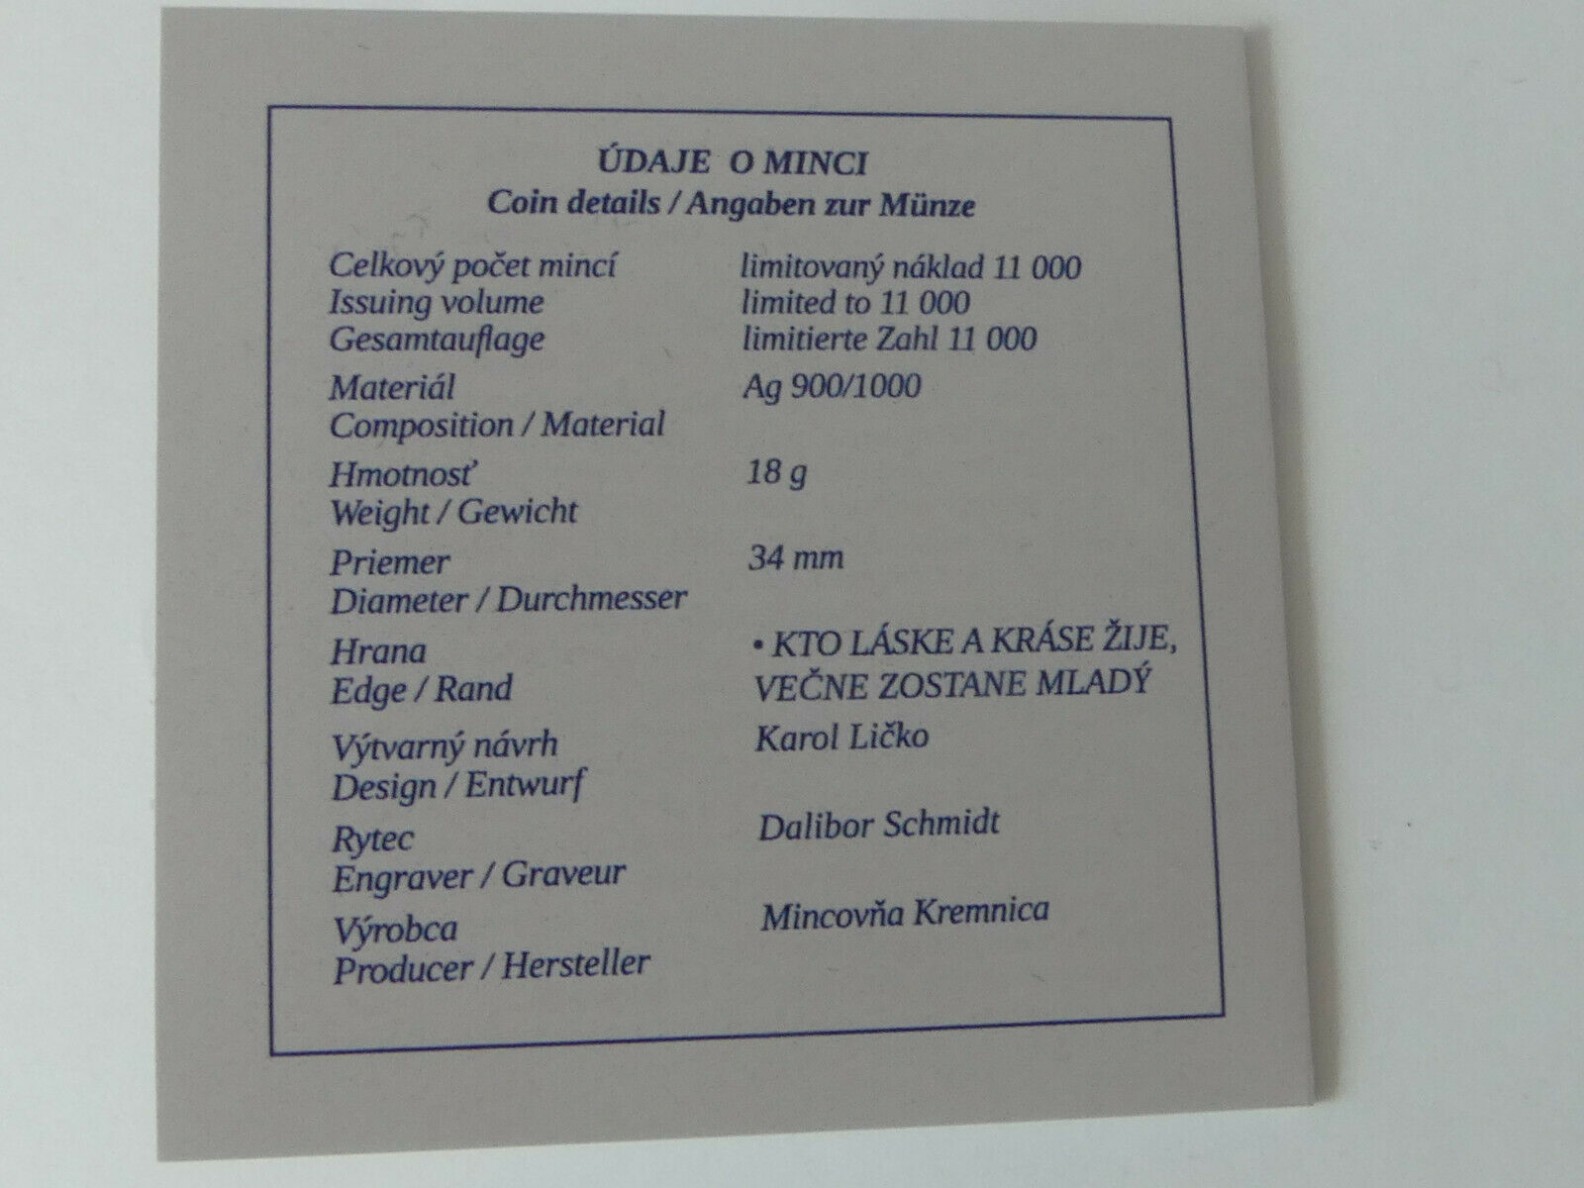 ÚDAJE O MINCI
Coin details / Angaben zur Münze
Celkový počet mincí limitovaný náklad 11 000
Issuing volume limited to 11 000
Gesamtauflage limitierte Zahl 11 000
Materiál Ag 900/1000
Composition / Material
Hmotnosť 18 g
Weight / Gewicht
Priemer 34 mm
Diameter / Durchmesser
Hrana • KTO LÁSKE A KRÁSE ŽIJE,
Edge / Rand VEČNE ZOSTANE MLADÝ
Výtvarný návrh Karol Ličko
Design / Entwurf
Rytec Dalibor Schmidt
Engraver / Graveur
Výrobca Mincovňa Kremnica
Producer / Hersteller